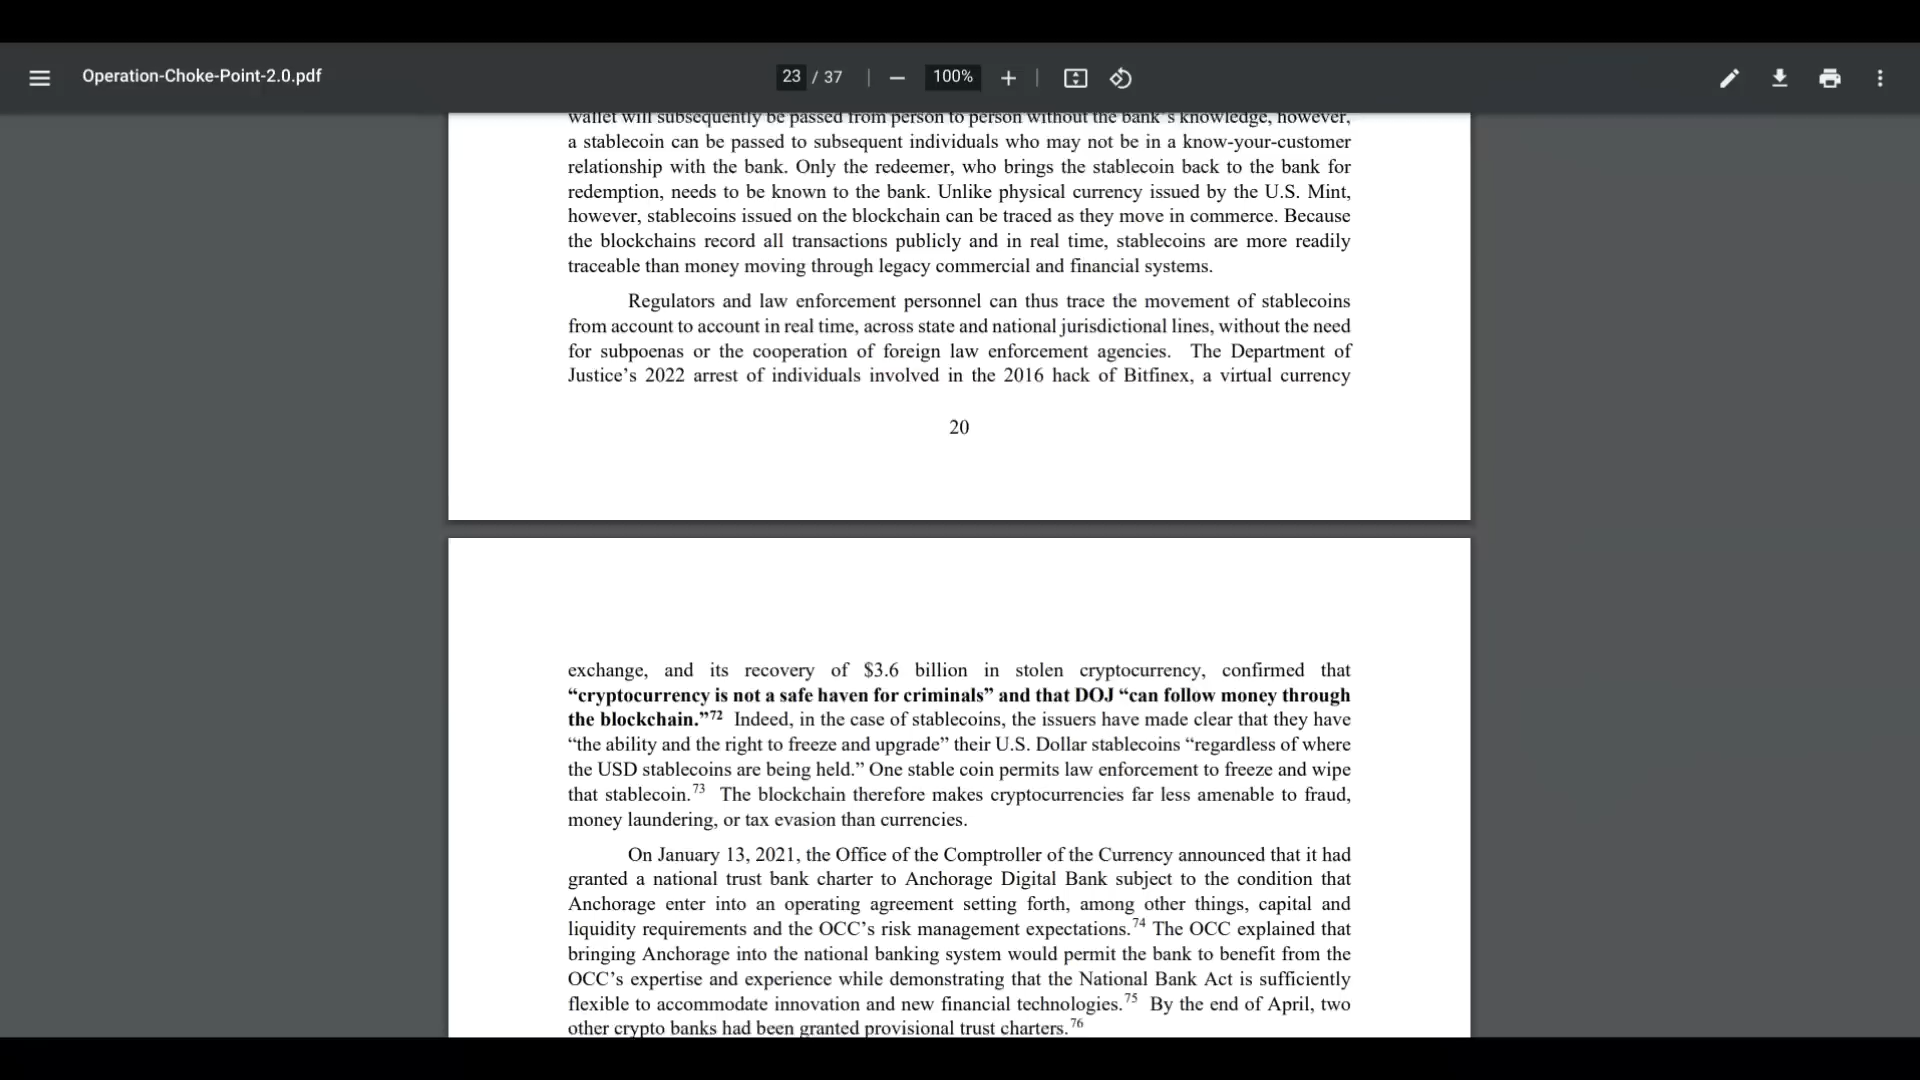 Operation-Choke-Point-2.0.pdf
23 / 37
100%
wallet will subsequently be passed from person to person without the bank's knowledge, however,
a stablecoin can be passed to subsequent individuals who may not be in a know-your-customer
relationship with the bank. Only the redeemer, who brings the stablecoin back to the bank for
redemption, needs to be known to the bank. Unlike physical currency issued by the U.S. Mint,
however, stablecoins issued on the blockchain can be traced as they move in commerce. Because
the blockchains record all transactions publicly and in real time, stablecoins are more readily
traceable than money moving through legacy commercial and financial systems.
Regulators and law enforcement personnel can thus trace the movement of stablecoins
from account to account in real time, across state and national jurisdictional lines, without the need
for subpoenas or the cooperation of foreign law enforcement agencies. The Department of
Justice’s 2022 arrest of individuals involved in the 2016 hack of Bitfinex, a virtual currency
20
exchange, and its recovery of $3.6 billion in stolen cryptocurrency, confirmed that
“cryptocurrency is not a safe haven for criminals” and that DOJ “can follow money through
the blockchain.”72 Indeed, in the case of stablecoins, the issuers have made clear that they have
“the ability and the right to freeze and upgrade” their U.S. Dollar stablecoins “regardless of where
the USD stablecoins are being held.” One stable coin permits law enforcement to freeze and wipe
that stablecoin.73 The blockchain therefore makes cryptocurrencies far less amenable to fraud,
money laundering, or tax evasion than currencies.
On January 13, 2021, the Office of the Comptroller of the Currency announced that it had
granted a national trust bank charter to Anchorage Digital Bank subject to the condition that
Anchorage enter into an operating agreement setting forth, among other things, capital and
liquidity requirements and the OCC’s risk management expectations.74 The OCC explained that
bringing Anchorage into the national banking system would permit the bank to benefit from the
OCC’s expertise and experience while demonstrating that the National Bank Act is sufficiently
flexible to accommodate innovation and new financial technologies.75 By the end of April, two
other crypto banks had been granted provisional trust charters.76